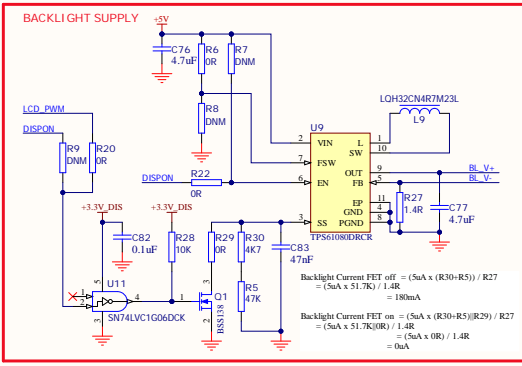 BACKLIGHT SUPPLY
+5V
C76
4.7uF
R6
0R
R7
DNM
LCD_PWM
DISPON
R9
DNM
R20
0R
R8
DNM
DISPON
R22
0R
U9
2 VIN
7 FSW
6 EN
3 SS
L 1
SW 10
OUT 9
FB 5
EP 11
GND 4
PGND 8
TPS61080DRCR
LQH32CN4R7M23L
L9
BL_V+
BL_V-
R27
1.4R
C77
4.7uF
+3.3V_DIS
+3.3V_DIS
C82
0.1uF
R28
10K
R29
0R
R30
4K7
C83
47nF
R5
47K
U11
5
1
2
4
3
SN74LVC1G06DCK
1
3
2
Q1
BSS138
Backlight Current FET off = (5uA x (R30+R5)) / R27
= (5uA x 51.7K) / 1.4R
= 180mA
Backlight Current FET on = (5uA x (R30+R5)||R29) / R27
= (5uA x 51.7K||0R) / 1.4R
= (5uA x 0R) / 1.4R
= 0uA